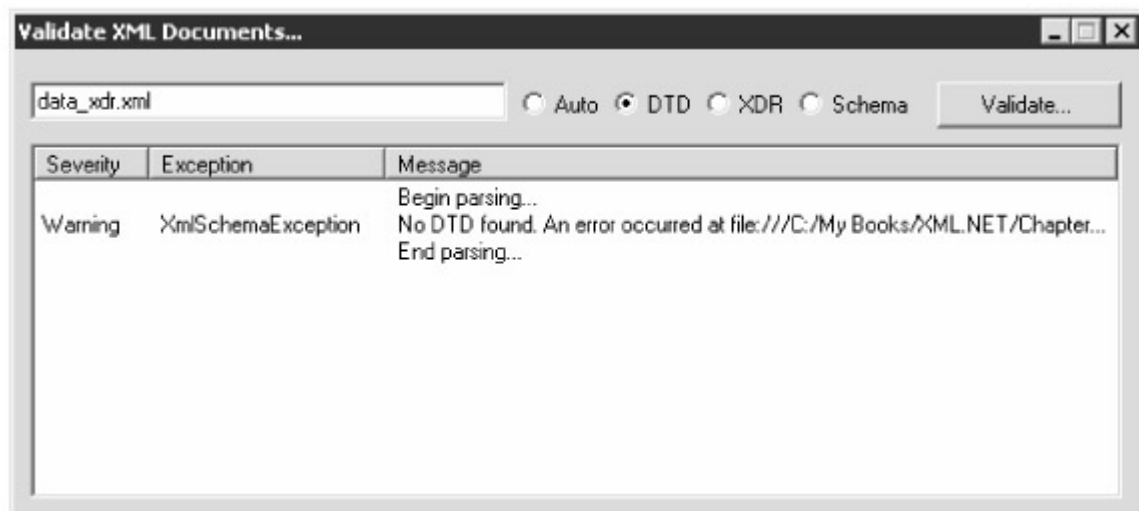 Validate XML Documents...
data_xdr.xml Auto DTD XDR Schema Validate...
Severity Exception Message
Begin parsing...
Warning XmlSchemaException No DTD found. An error occurred at file:///C:/My Books/XML.NET/Chapter...
End parsing...